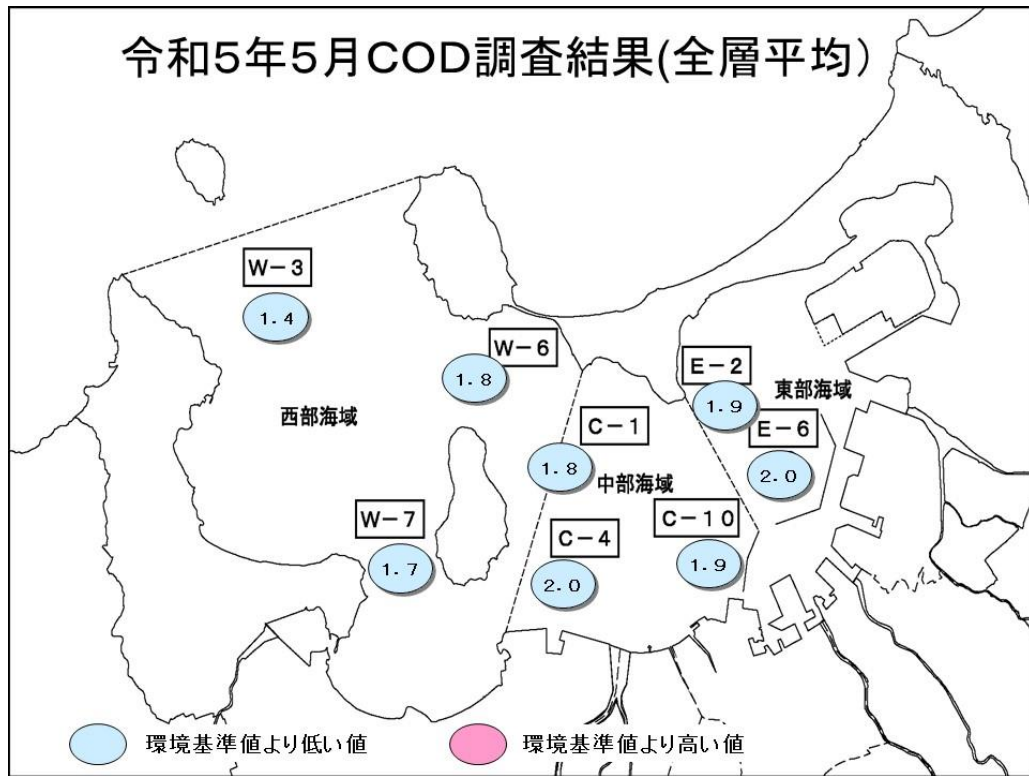 令和5年5月COD調査結果(全層平均)
W-3
1.4
W-6
1.8
E-2
1.9
東部海域
西部海域
C-1
1.8
E-6
2.0
中部海域
W-7
1.7
C-4
2.0
C-10
1.9
環境基準値より低い値
環境基準値より高い値